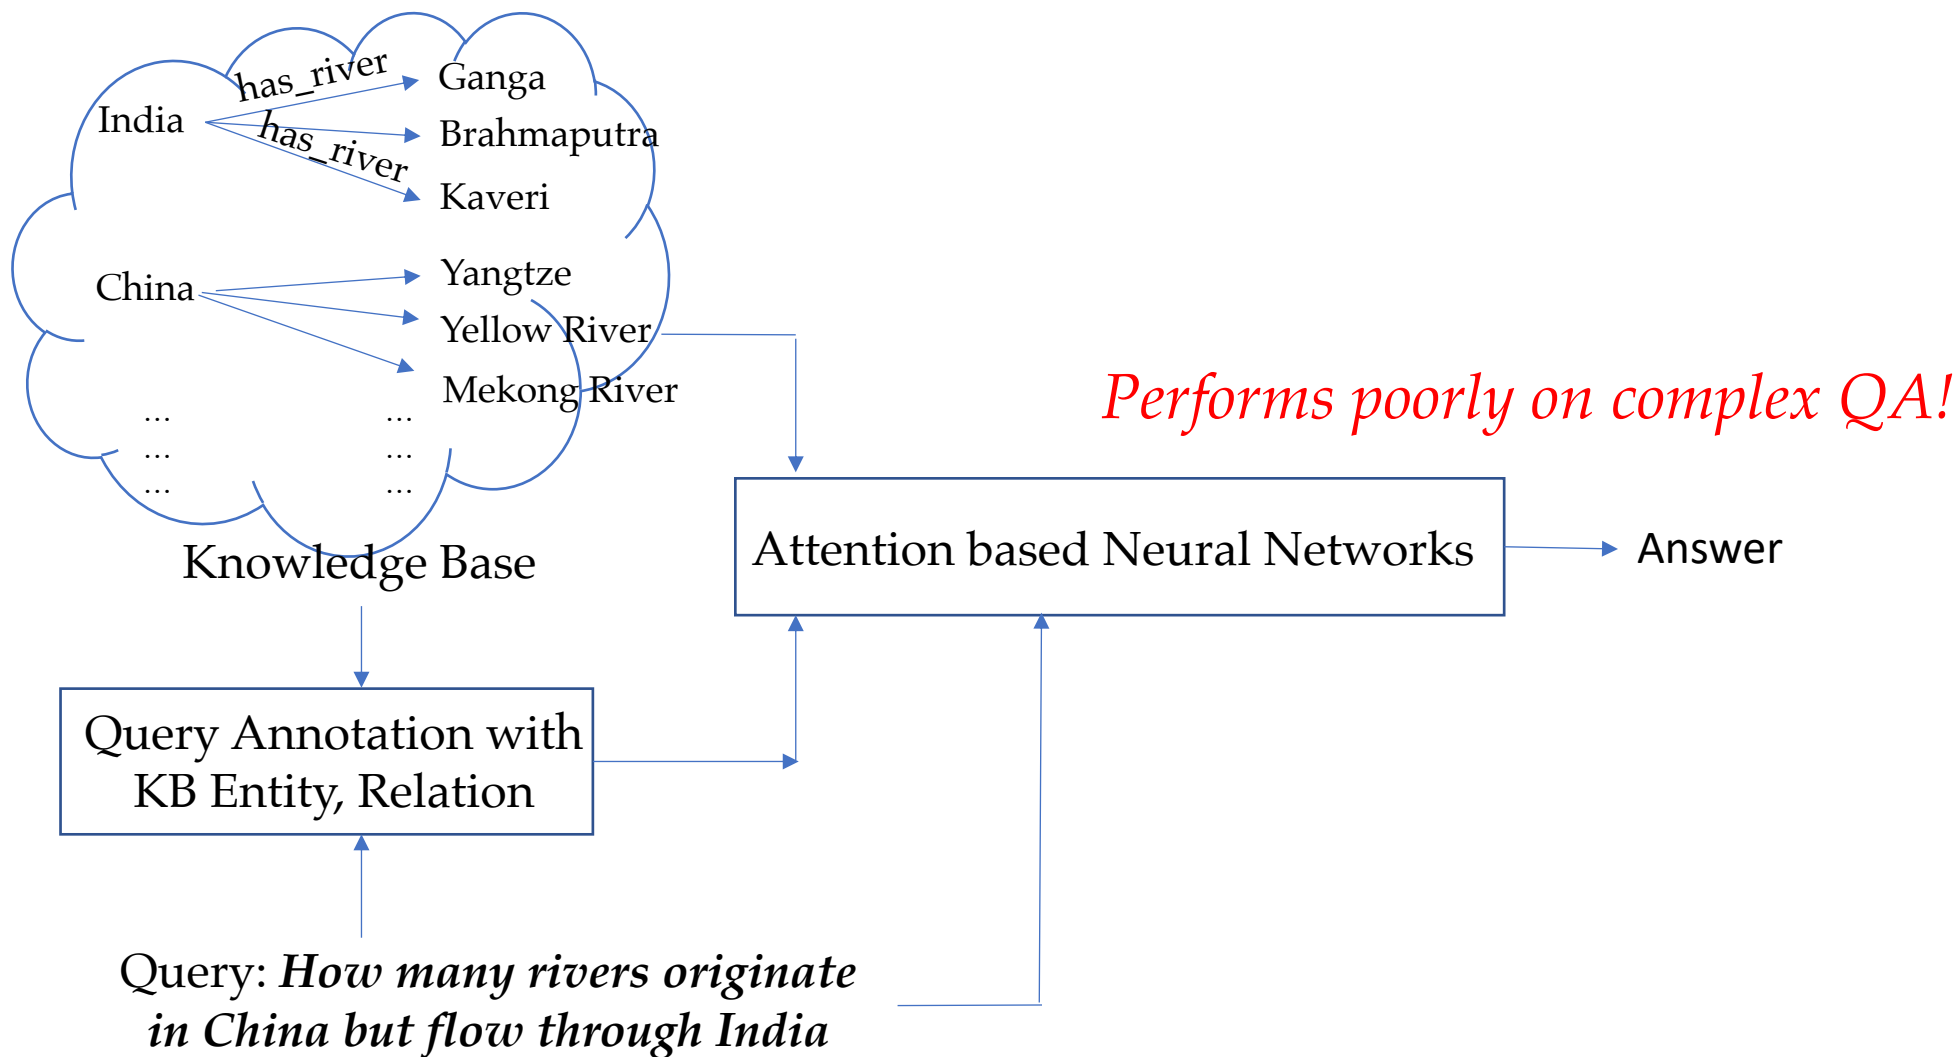 has_river
Ganga
India
has_river
Brahmaputra
Kaveri
China
Yangtze
Yellow River
Mekong River
... ...
... ...
... ...
Knowledge Base
Performs poorly on complex QA!
Attention based Neural Networks
Answer
Query Annotation with
KB Entity, Relation
Query: How many rivers originate
in China but flow through India